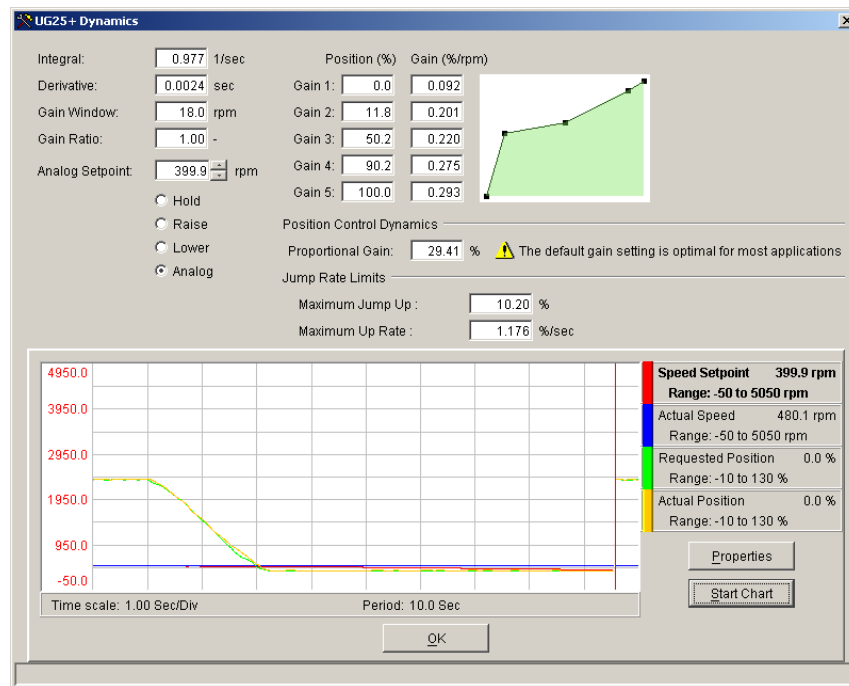 UG25+ Dynamics
Integral: 0.977 1/sec
Derivative: 0.0024 sec
Gain Window: 18.0 rpm
Gain Ratio: 1.00 -
Analog Setpoint: 399.9 rpm
Hold
Raise
Lower
Analog
Position (%) Gain (%/rpm)
Gain 1: 0.0 0.092
Gain 2: 11.8 0.201
Gain 3: 50.2 0.220
Gain 4: 90.2 0.275
Gain 5: 100.0 0.293
Position Control Dynamics
Proportional Gain: 29.41 % The default gain setting is optimal for most applications
Jump Rate Limits
Maximum Jump Up : 10.20 %
Maximum Up Rate : 1.176 %/sec
4950.0
3950.0
2950.0
1950.0
950.0
-50.0
Time scale: 1.00 Sec/Div Period: 10.0 Sec
Speed Setpoint 399.9 rpm
Range: -50 to 5050 rpm
Actual Speed 480.1 rpm
Range: -50 to 5050 rpm
Requested Position 0.0 %
Range: -10 to 130 %
Actual Position 0.0 %
Range: -10 to 130 %
Properties
Start Chart
OK